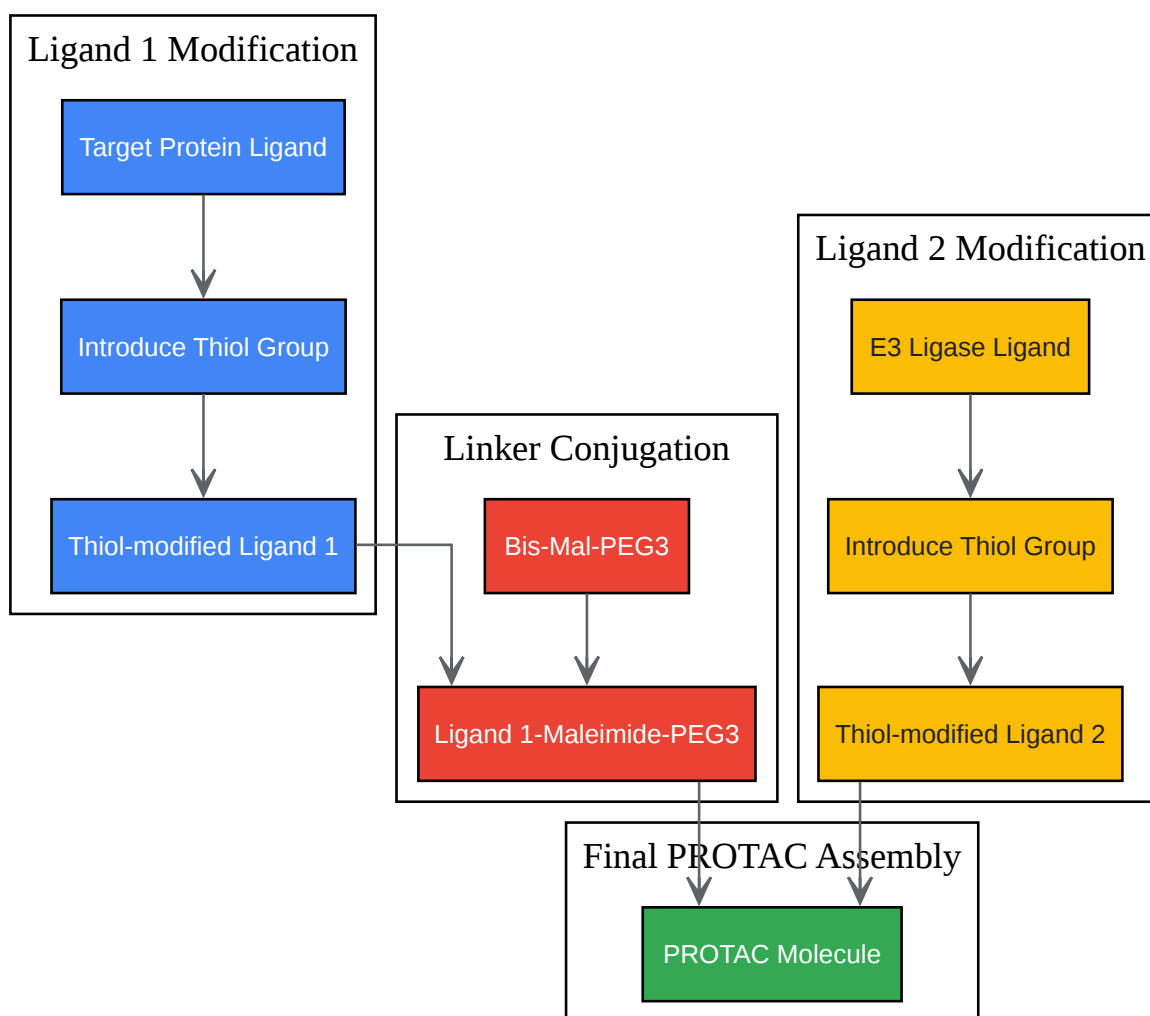 Ligand 1 Modification
Target Protein Ligand
Introduce Thiol Group
Thiol-modified Ligand 1
Linker Conjugation
Bis-Mal-PEG3
Ligand 1-Maleimide-PEG3
Ligand 2 Modification
E3 Ligase Ligand
Introduce Thiol Group
Thiol-modified Ligand 2
Final PROTAC Assembly
PROTAC Molecule